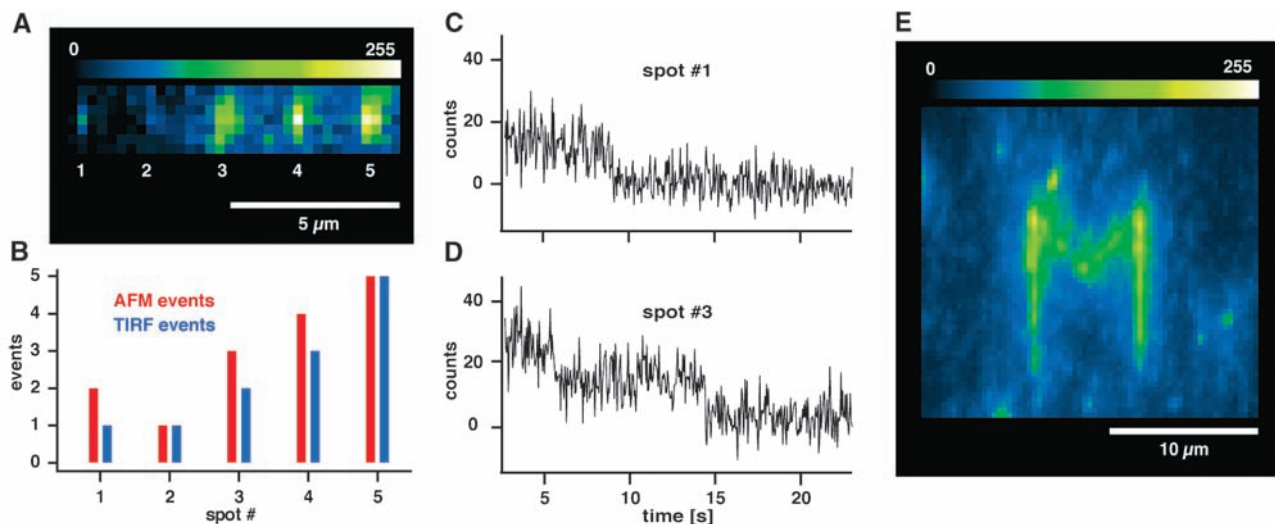 A
0 255
1 2 3 4 5
5 µm
B
5
4
3
2
1
0
events
AFM events
TIRF events
1 2 3 4 5
spot #
C
40
20
0
counts
spot #1
D
40
20
0
counts
spot #3
5 10 15 20
time [s]
E
0 255
10 µm